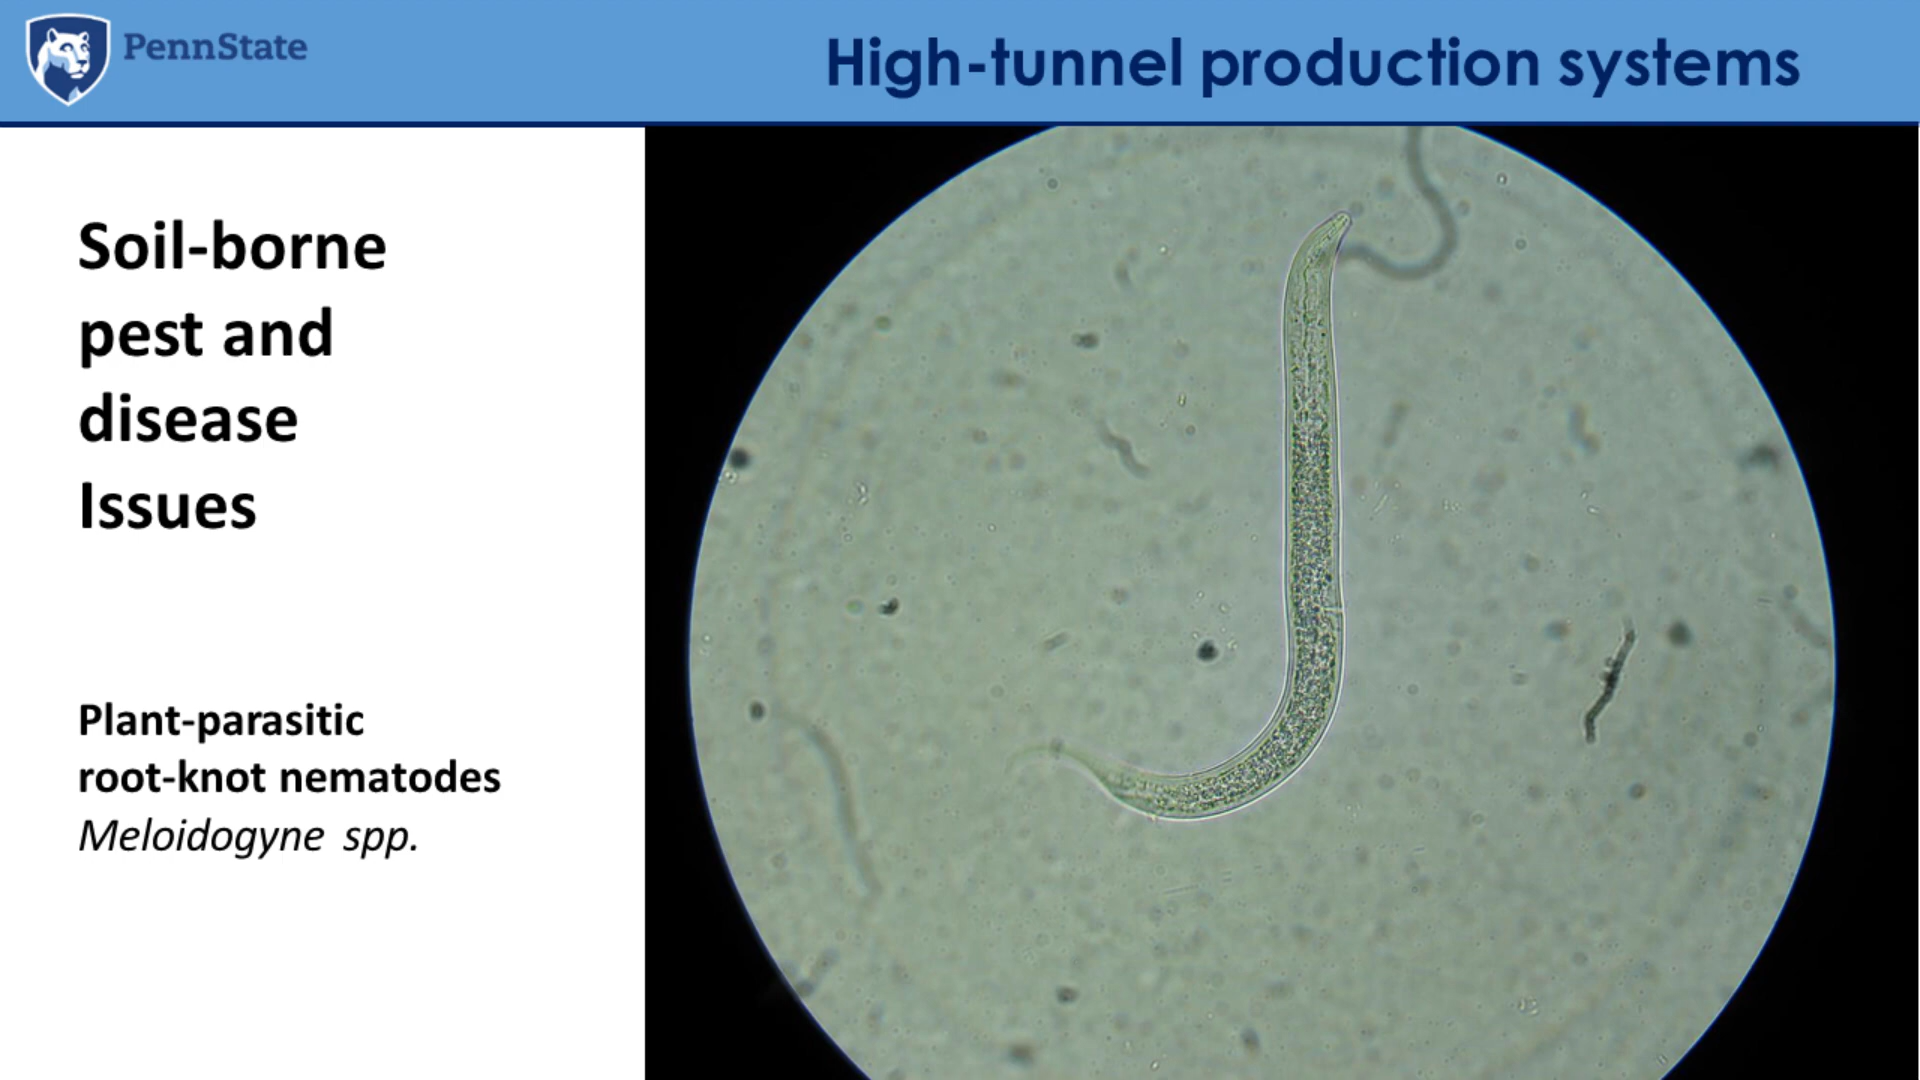 PennState
High-tunnel production systems
Soil-borne
pest and
disease
Issues
Plant-parasitic
root-knot nematodes
Meloidogyne spp.